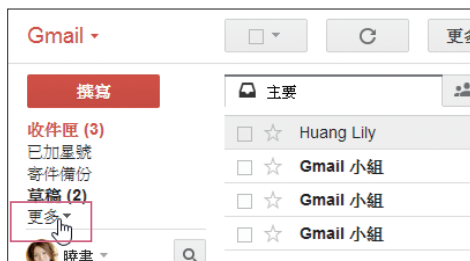 Gmail
更多
撰寫
主要
收件匣 (3)
Huang Lily
已加星號
寄件備份
Gmail 小組
草稿 (2)
Gmail 小組
更多
Gmail 小組
曉聿